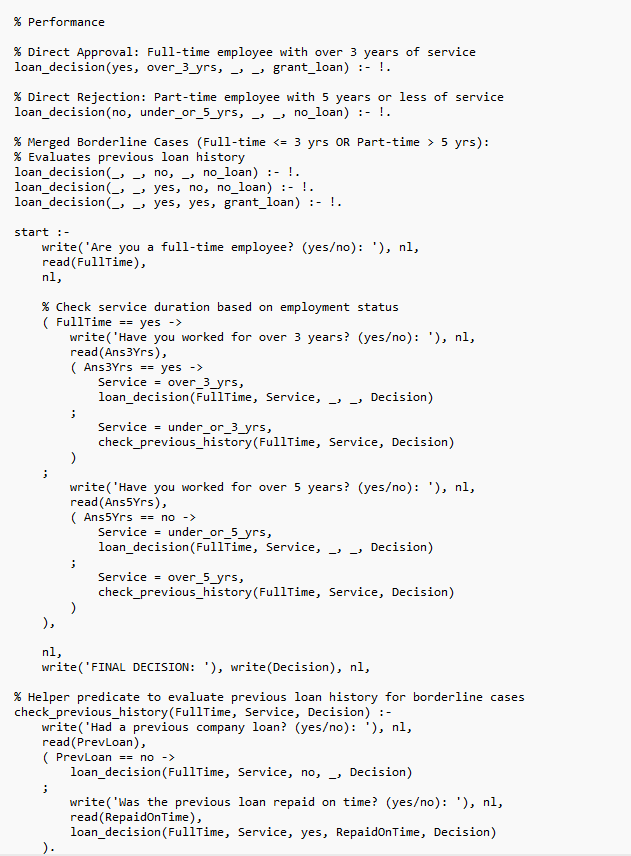 % Performance

% Direct Approval: Full-time employee with over 3 years of service
loan_decision(yes, over_3_yrs, _, _, grant_loan) :- !.

% Direct Rejection: Part-time employee with 5 years or less of service
loan_decision(no, under_or_5_yrs, _, _, no_loan) :- !.

% Merged Borderline Cases (Full-time <= 3 yrs OR Part-time > 5 yrs):
% Evaluates previous loan history
loan_decision(_, _, no, _, no_loan) :- !.
loan_decision(_, _, yes, no, no_loan) :- !.
loan_decision(_, _, yes, yes, grant_loan) :- !.

start :-
    write('Are you a full-time employee? (yes/no): '), nl,
    read(FullTime),
    nl,

    % Check service duration based on employment status
    ( FullTime == yes ->
        write('Have you worked for over 3 years? (yes/no): '), nl,
        read(Ans3Yrs),
        ( Ans3Yrs == yes ->
            Service = over_3_yrs,
            loan_decision(FullTime, Service, _, _, Decision)
        ;
            Service = under_or_3_yrs,
            check_previous_history(FullTime, Service, Decision)
        )
    ;
        write('Have you worked for over 5 years? (yes/no): '), nl,
        read(Ans5Yrs),
        ( Ans5Yrs == no ->
            Service = under_or_5_yrs,
            loan_decision(FullTime, Service, _, _, Decision)
        ;
            Service = over_5_yrs,
            check_previous_history(FullTime, Service, Decision)
        )
    ),

    nl,
    write('FINAL DECISION: '), write(Decision), nl,

% Helper predicate to evaluate previous loan history for borderline cases
check_previous_history(FullTime, Service, Decision) :-
    write('Had a previous company loan? (yes/no): '), nl,
    read(PrevLoan),
    ( PrevLoan == no ->
        loan_decision(FullTime, Service, no, _, Decision)
    ;
        write('Was the previous loan repaid on time? (yes/no): '), nl,
        read(RepaidOnTime),
        loan_decision(FullTime, Service, yes, RepaidOnTime, Decision)
    ).